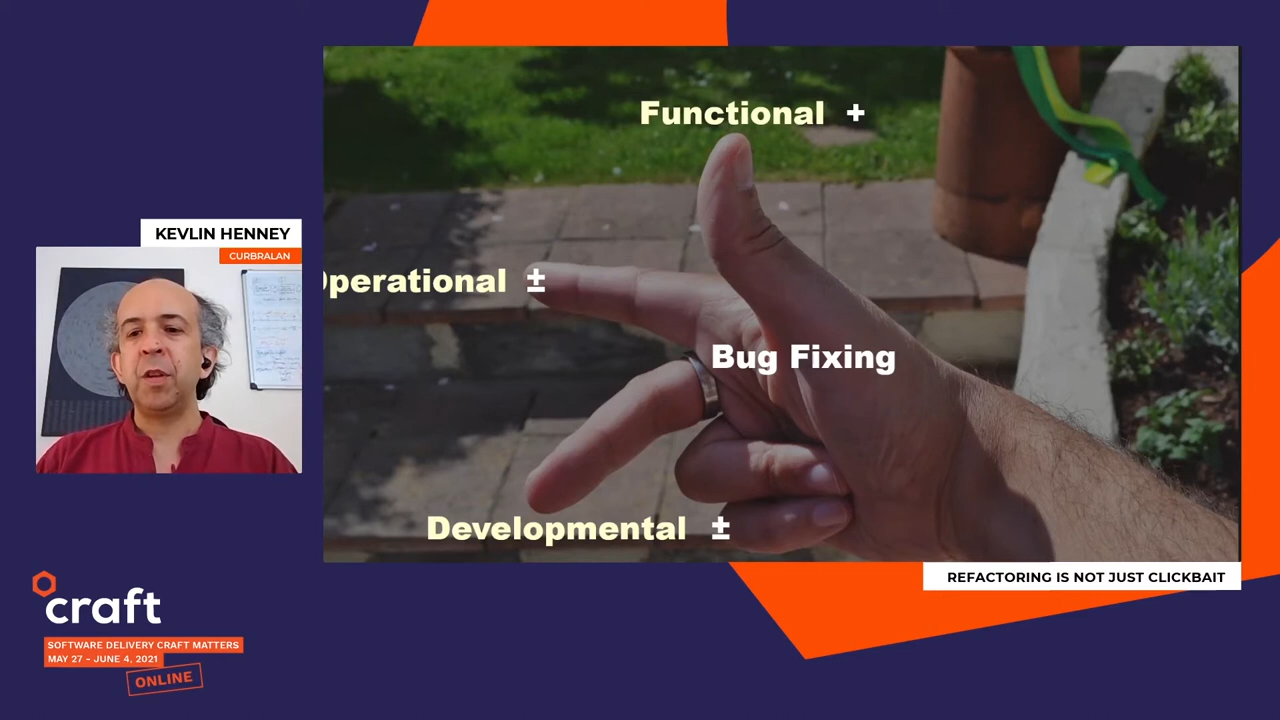 Functional +
KEVLIN HENNEY
CURBRALAN
Operational ±
Bug Fixing
Developmental ±
REFACTORING IS NOT JUST CLICKBAIT
craft
SOFTWARE DELIVERY CRAFT MATTERS
MAY 27 - JUNE 4, 2021
ONLINE